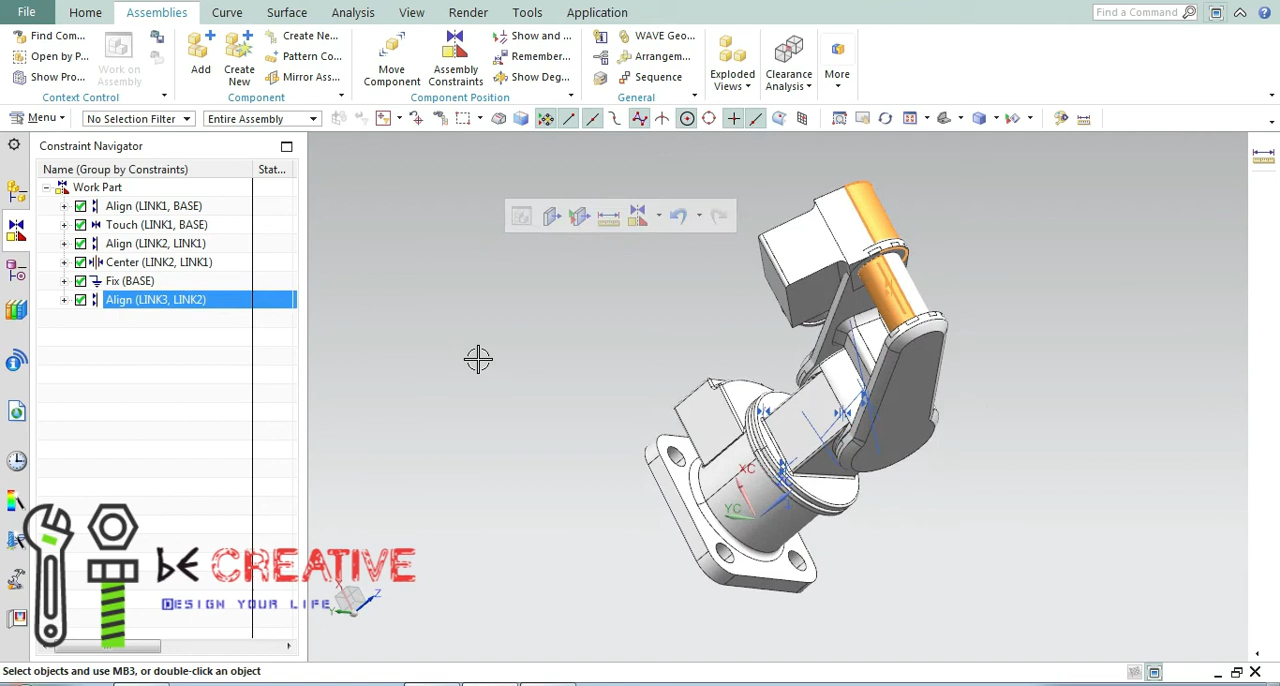 File Home Assemblies Curve Surface Analysis View Render Tools Application Find a Command
Find Com... Create Ne... Show and ... WAVE Geo...
Open by P... Pattern Co... Remember... Arrangem...
Show Pro... Work on Assembly Add Create New Mirror Ass... Move Component Assembly Constraints Show Deg... Sequence Exploded Views Clearance Analysis More
Context Control Component Component Position General
Menu No Selection Filter Entire Assembly
Constraint Navigator
Name (Group by Constraints) Stat...
Work Part
Align (LINK1, BASE)
Touch (LINK1, BASE)
Align (LINK2, LINK1)
Center (LINK2, LINK1)
Fix (BASE)
Align (LINK3, LINK2)
XC
YC
bE CREATIVE
DESIGN YOUR LIFE
Z
Y
Select objects and use MB3, or double-click an object